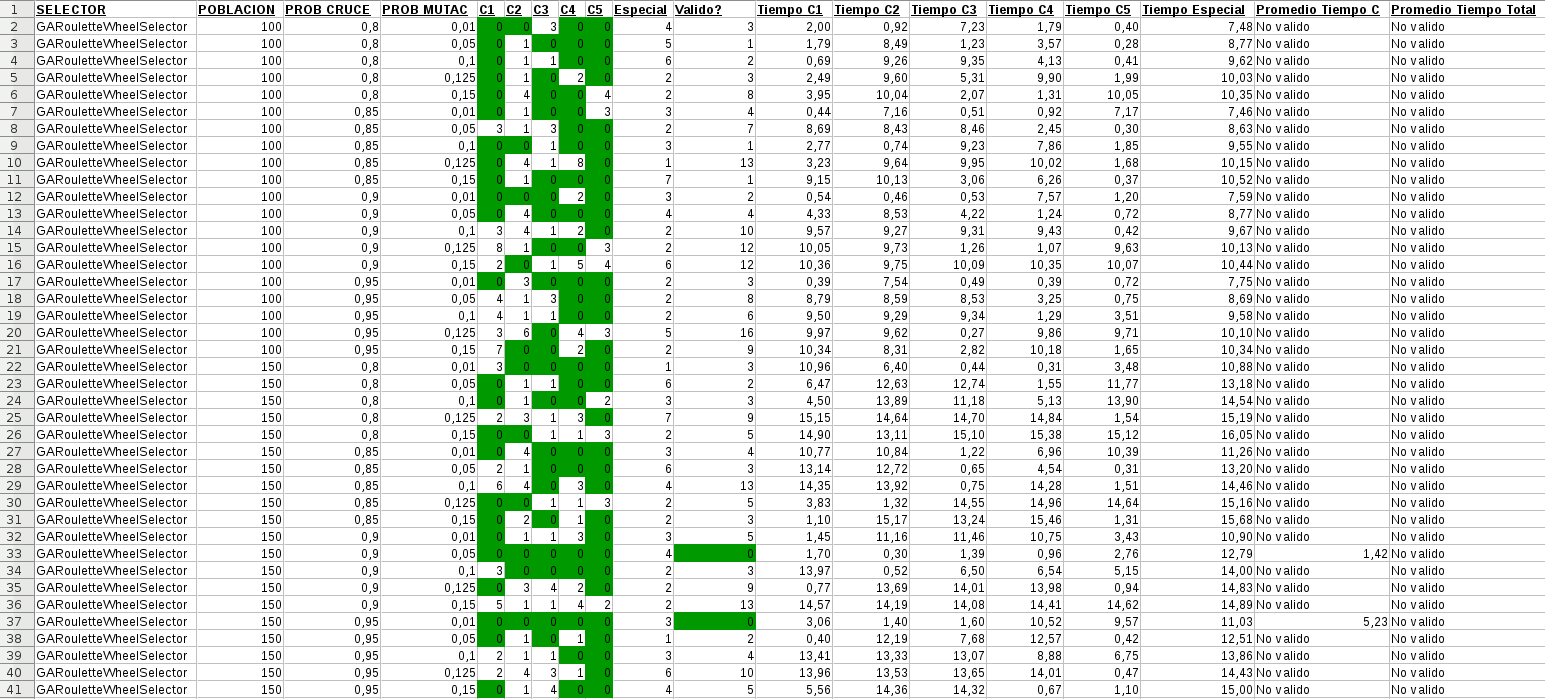 1 SELECTOR POBLACION PROB CRUCE PROB MUTAC C1 C2 C3 C4 C5 Especial Valido? Tiempo C1 Tiempo C2 Tiempo C3 Tiempo C4 Tiempo C5 Tiempo Especial Promedio Tiempo C Promedio Tiempo Total
2 GARouletteWheelSelector 100 0,8 0,01 0 0 3 0 0 4 3 2,00 0,92 7,23 1,79 0,40 7,48 No valido No valido
3 GARouletteWheelSelector 100 0,8 0,05 0 1 0 0 0 5 1 1,79 8,49 1,23 3,57 0,28 8,77 No valido No valido
4 GARouletteWheelSelector 100 0,8 0,1 0 1 1 0 0 6 2 0,69 9,26 9,35 4,13 0,41 9,62 No valido No valido
5 GARouletteWheelSelector 100 0,8 0,125 0 1 0 2 0 2 3 2,49 9,60 5,31 9,90 1,99 10,03 No valido No valido
6 GARouletteWheelSelector 100 0,8 0,15 0 4 0 0 4 2 8 3,95 10,04 2,07 1,31 10,05 10,35 No valido No valido
7 GARouletteWheelSelector 100 0,85 0,01 0 1 0 0 3 3 4 0,44 7,16 0,51 0,92 7,17 7,46 No valido No valido
8 GARouletteWheelSelector 100 0,85 0,05 3 1 3 0 0 2 7 8,69 8,43 8,46 2,45 0,30 8,63 No valido No valido
9 GARouletteWheelSelector 100 0,85 0,1 0 0 1 0 0 3 1 2,77 0,74 9,23 7,86 1,85 9,55 No valido No valido
10 GARouletteWheelSelector 100 0,85 0,125 0 4 1 8 0 1 13 3,23 9,64 9,95 10,02 1,68 10,15 No valido No valido
11 GARouletteWheelSelector 100 0,85 0,15 0 1 0 0 0 7 1 9,15 10,13 3,06 6,26 0,37 10,52 No valido No valido
12 GARouletteWheelSelector 100 0,9 0,01 0 0 0 2 0 3 2 0,54 0,46 0,53 7,57 1,20 7,59 No valido No valido
13 GARouletteWheelSelector 100 0,9 0,05 0 4 0 0 0 4 4 4,33 8,53 4,22 1,24 0,72 8,77 No valido No valido
14 GARouletteWheelSelector 100 0,9 0,1 3 4 1 2 0 2 10 9,57 9,27 9,31 9,43 0,42 9,67 No valido No valido
15 GARouletteWheelSelector 100 0,9 0,125 8 1 0 0 3 2 12 10,05 9,73 1,26 1,07 9,63 10,13 No valido No valido
16 GARouletteWheelSelector 100 0,9 0,15 2 0 1 5 4 6 12 10,36 9,75 10,09 10,35 10,07 10,44 No valido No valido
17 GARouletteWheelSelector 100 0,95 0,01 0 3 0 0 0 2 3 0,39 7,54 0,49 0,39 0,72 7,75 No valido No valido
18 GARouletteWheelSelector 100 0,95 0,05 4 1 3 0 0 2 8 8,79 8,59 8,53 3,25 0,75 8,69 No valido No valido
19 GARouletteWheelSelector 100 0,95 0,1 4 1 1 0 0 2 6 9,50 9,29 9,34 1,29 3,51 9,58 No valido No valido
20 GARouletteWheelSelector 100 0,95 0,125 3 6 0 4 3 5 16 9,97 9,62 0,27 9,86 9,71 10,10 No valido No valido
21 GARouletteWheelSelector 100 0,95 0,15 7 0 0 2 0 2 9 10,34 8,31 2,82 10,18 1,65 10,34 No valido No valido
22 GARouletteWheelSelector 150 0,8 0,01 3 0 0 0 0 1 3 10,96 6,40 0,44 0,31 3,48 10,88 No valido No valido
23 GARouletteWheelSelector 150 0,8 0,05 0 1 1 0 0 6 2 6,47 12,63 12,74 1,55 11,77 13,18 No valido No valido
24 GARouletteWheelSelector 150 0,8 0,1 0 1 0 0 2 3 3 4,50 13,89 11,18 5,13 13,90 14,54 No valido No valido
25 GARouletteWheelSelector 150 0,8 0,125 2 3 1 3 0 7 9 15,15 14,64 14,70 14,84 1,54 15,19 No valido No valido
26 GARouletteWheelSelector 150 0,8 0,15 0 0 1 1 3 2 5 14,90 13,11 15,10 15,38 15,12 16,05 No valido No valido
27 GARouletteWheelSelector 150 0,85 0,01 0 4 0 0 0 3 4 10,77 10,84 1,22 6,96 10,39 11,26 No valido No valido
28 GARouletteWheelSelector 150 0,85 0,05 2 1 0 0 0 6 3 13,14 12,72 0,65 4,54 0,31 13,20 No valido No valido
29 GARouletteWheelSelector 150 0,85 0,1 6 4 0 3 0 4 13 14,35 13,92 0,75 14,28 1,51 14,46 No valido No valido
30 GARouletteWheelSelector 150 0,85 0,125 0 0 1 1 3 2 5 3,83 1,32 14,55 14,96 14,64 15,16 No valido No valido
31 GARouletteWheelSelector 150 0,85 0,15 0 2 0 1 0 2 3 1,10 15,17 13,24 15,46 1,31 15,68 No valido No valido
32 GARouletteWheelSelector 150 0,9 0,01 0 1 1 3 0 3 5 1,45 11,16 11,46 10,75 3,43 10,90 No valido No valido
33 GARouletteWheelSelector 150 0,9 0,05 0 0 0 0 0 4 0 1,70 0,30 1,39 0,96 2,76 12,79 1,42 No valido
34 GARouletteWheelSelector 150 0,9 0,1 3 0 0 0 0 2 3 13,97 0,52 6,50 6,54 5,15 14,00 No valido No valido
35 GARouletteWheelSelector 150 0,9 0,125 0 3 4 2 0 2 9 0,77 13,69 14,01 13,98 0,94 14,83 No valido No valido
36 GARouletteWheelSelector 150 0,9 0,15 5 1 1 4 2 2 13 14,57 14,19 14,08 14,41 14,62 14,89 No valido No valido
37 GARouletteWheelSelector 150 0,95 0,01 0 0 0 0 0 3 0 3,06 1,40 1,60 10,52 9,57 11,03 5,23 No valido
38 GARouletteWheelSelector 150 0,95 0,05 0 1 0 1 0 1 2 0,40 12,19 7,68 12,57 0,42 12,51 No valido No valido
39 GARouletteWheelSelector 150 0,95 0,1 2 1 1 0 0 3 4 13,41 13,33 13,07 8,88 6,75 13,86 No valido No valido
40 GARouletteWheelSelector 150 0,95 0,125 2 4 3 1 0 6 10 13,96 13,53 13,65 14,01 0,47 14,43 No valido No valido
41 GARouletteWheelSelector 150 0,95 0,15 0 1 4 0 0 4 5 5,56 14,36 14,32 0,67 1,10 15,00 No valido No valido